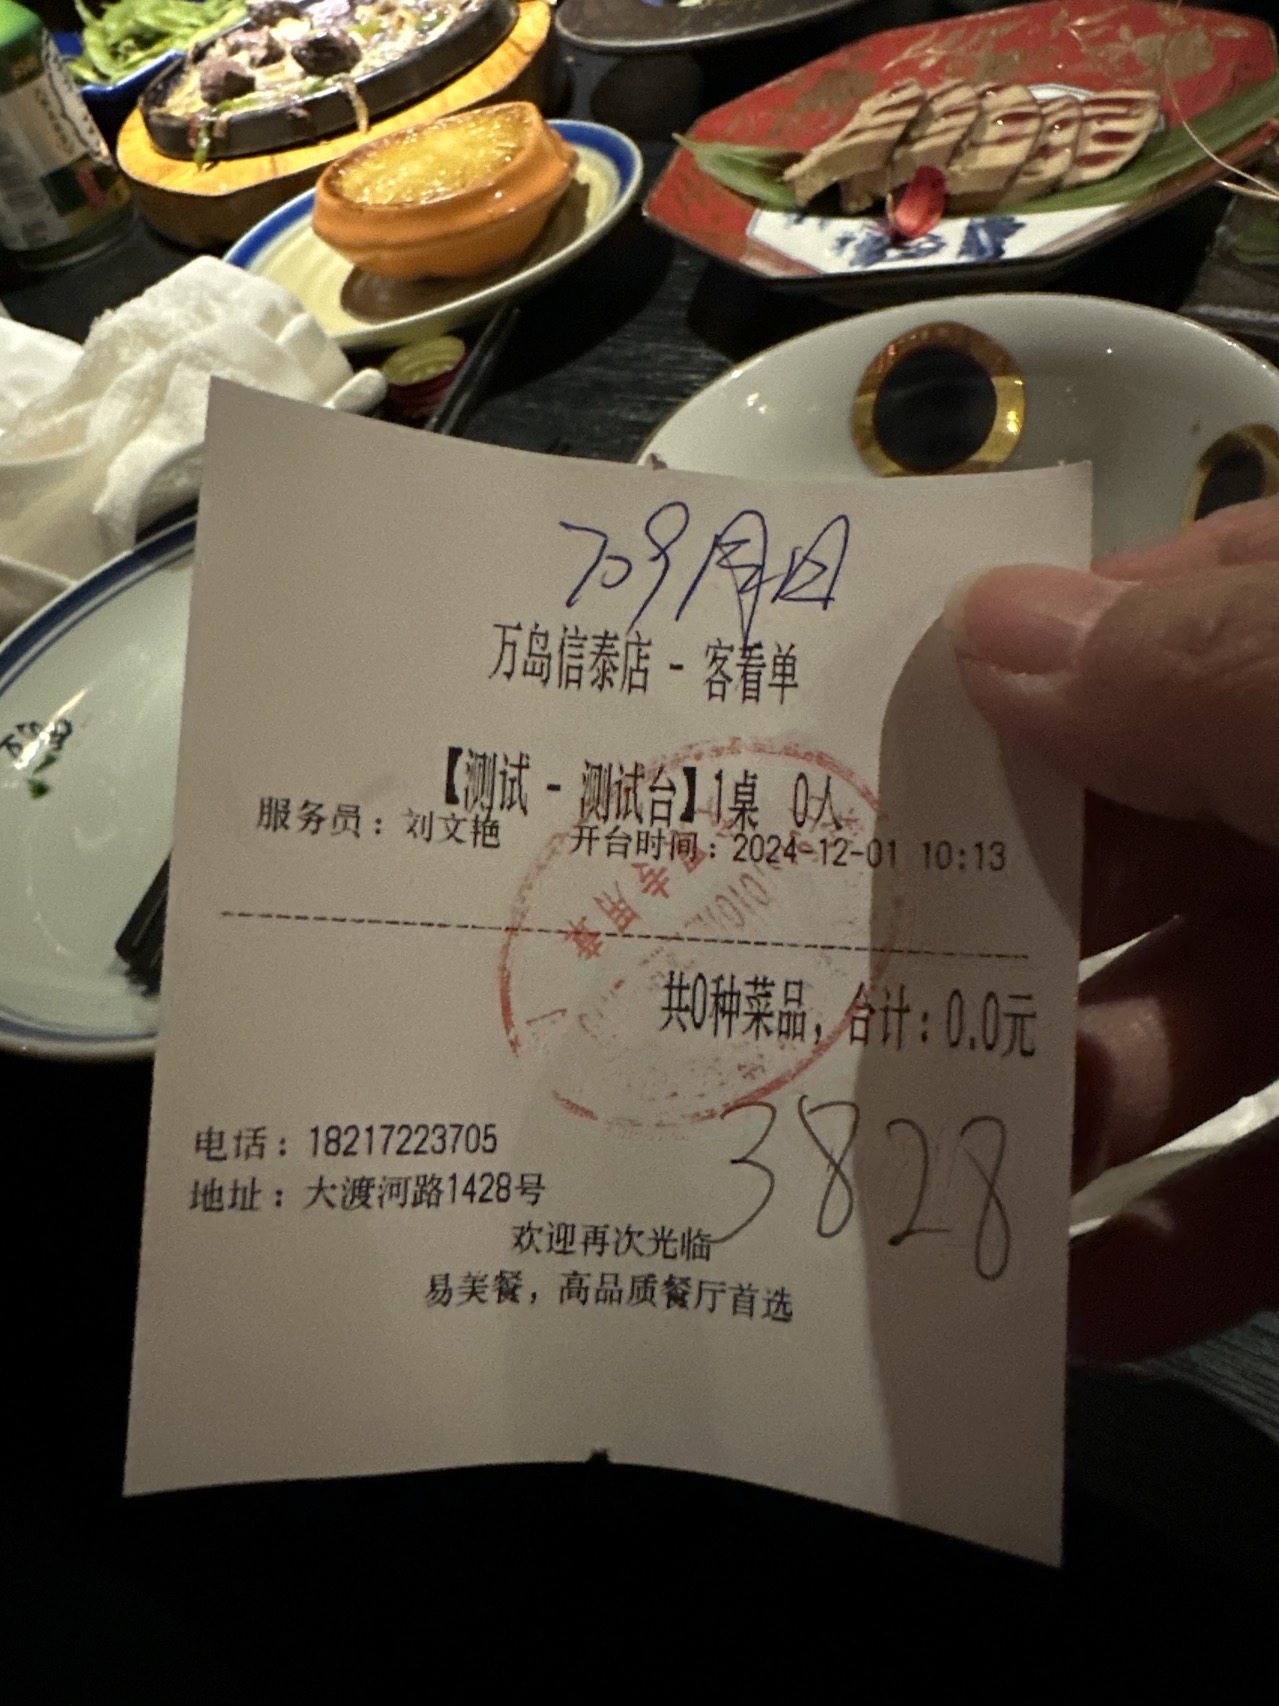 709
万岛信泰店 - 客看单
【测试 - 测试台】1桌 0人
服务员：刘文艳 开台时间：2024-12-01 10:13
共0种菜品，合计：0.0元
3828
电话：18217223705
地址：大渡河路1428号
欢迎再次光临
易美餐，高品质餐厅首选
专用章